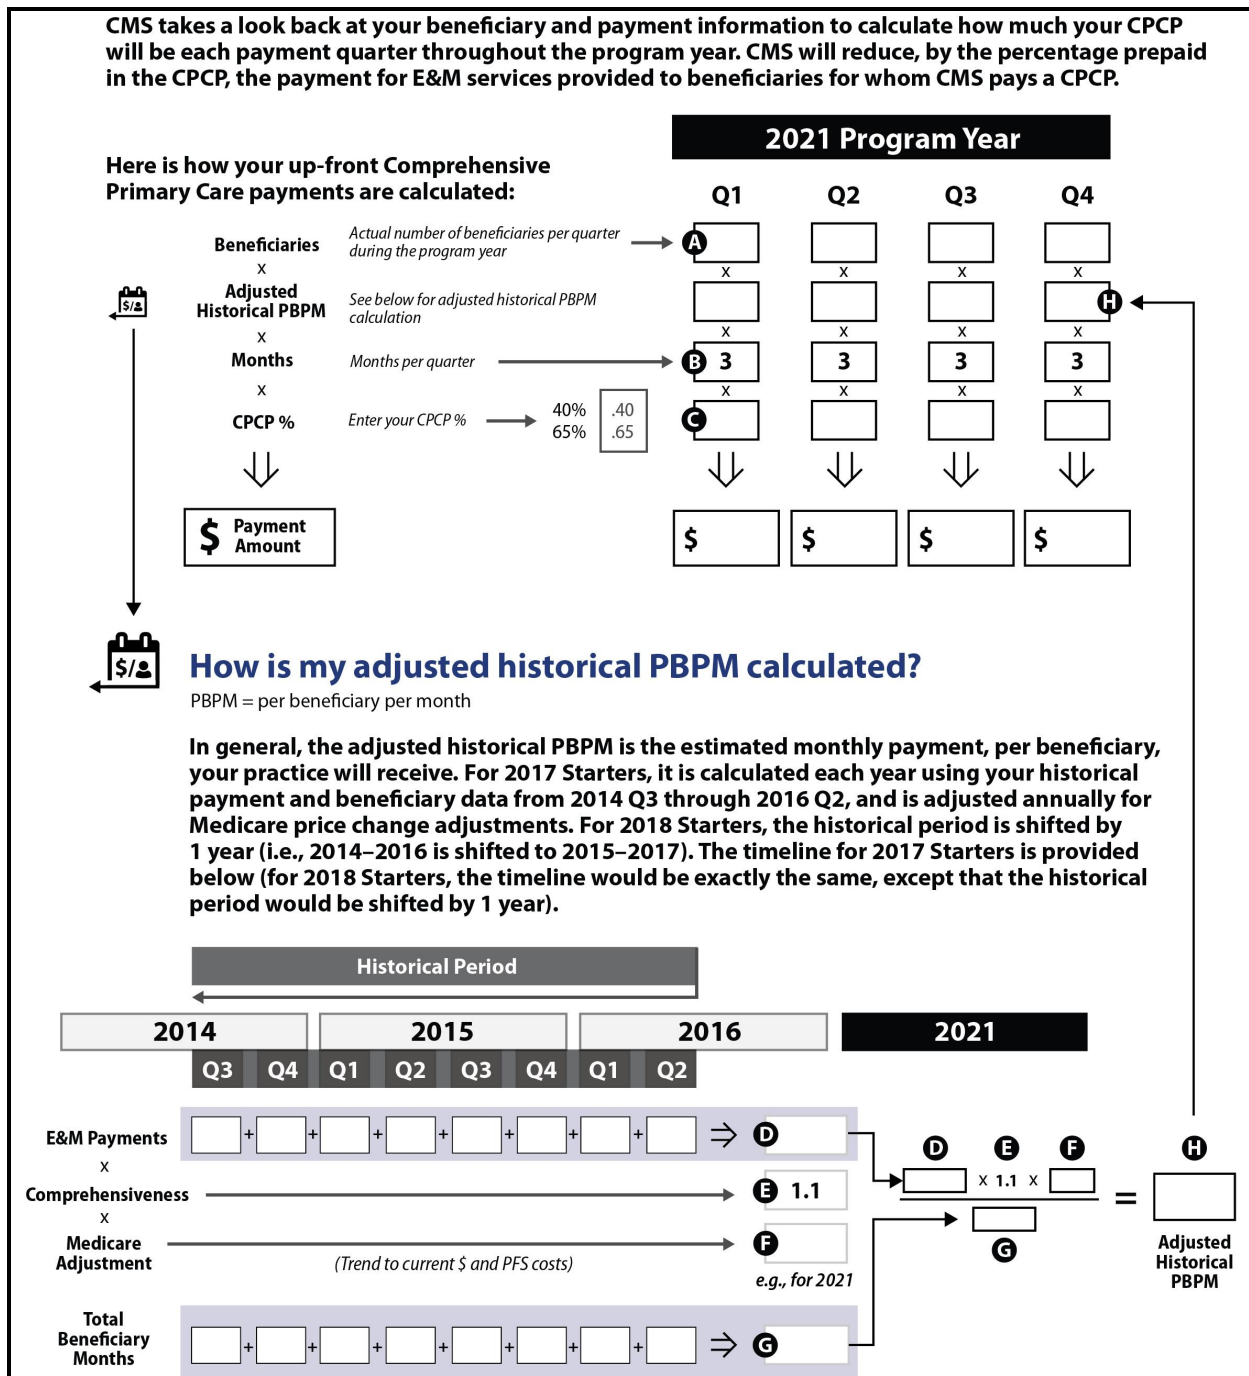 CMS takes a look back at your beneficiary and payment information to calculate how much your CPCP
will be each payment quarter throughout the program year. CMS will reduce, by the percentage prepaid
in the CPCP, the payment for E&M services provided to beneficiaries for whom CMS pays a CPCP.
2021 Program Year
Here is how your up-front Comprehensive
Primary Care payments are calculated:
Q1 Q2 Q3 Q4
Beneficiaries
Actual number of beneficiaries per quarter
during the program year
A
x
x x x x
Adjusted
Historical PBPM
See below for adjusted historical PBPM
calculation
H
$/
x
x x x x
Months
Months per quarter
B 3 3 3 3
x
x x x x
CPCP %
Enter your CPCP %
40% .40
65% .65
C
$ Payment
Amount
$ $ $ $
$/
How is my adjusted historical PBPM calculated?
PBPM = per beneficiary per month
In general, the adjusted historical PBPM is the estimated monthly payment, per beneficiary,
your practice will receive. For 2017 Starters, it is calculated each year using your historical
payment and beneficiary data from 2014 Q3 through 2016 Q2, and is adjusted annually for
Medicare price change adjustments. For 2018 Starters, the historical period is shifted by
1 year (i.e., 2014–2016 is shifted to 2015–2017). The timeline for 2017 Starters is provided
below (for 2018 Starters, the timeline would be exactly the same, except that the historical
period would be shifted by 1 year).
Historical Period
2014 2015 2016 2021
Q3 Q4 Q1 Q2 Q3 Q4 Q1 Q2
E&M Payments
+ + + + + + + D
x
Comprehensiveness
E 1.1
x
Medicare
Adjustment
(Trend to current $ and PFS costs)
F
e.g., for 2021
Total
Beneficiary
Months
+ + + + + + + G
D E F H
x 1.1 x
=
G
Adjusted
Historical
PBPM